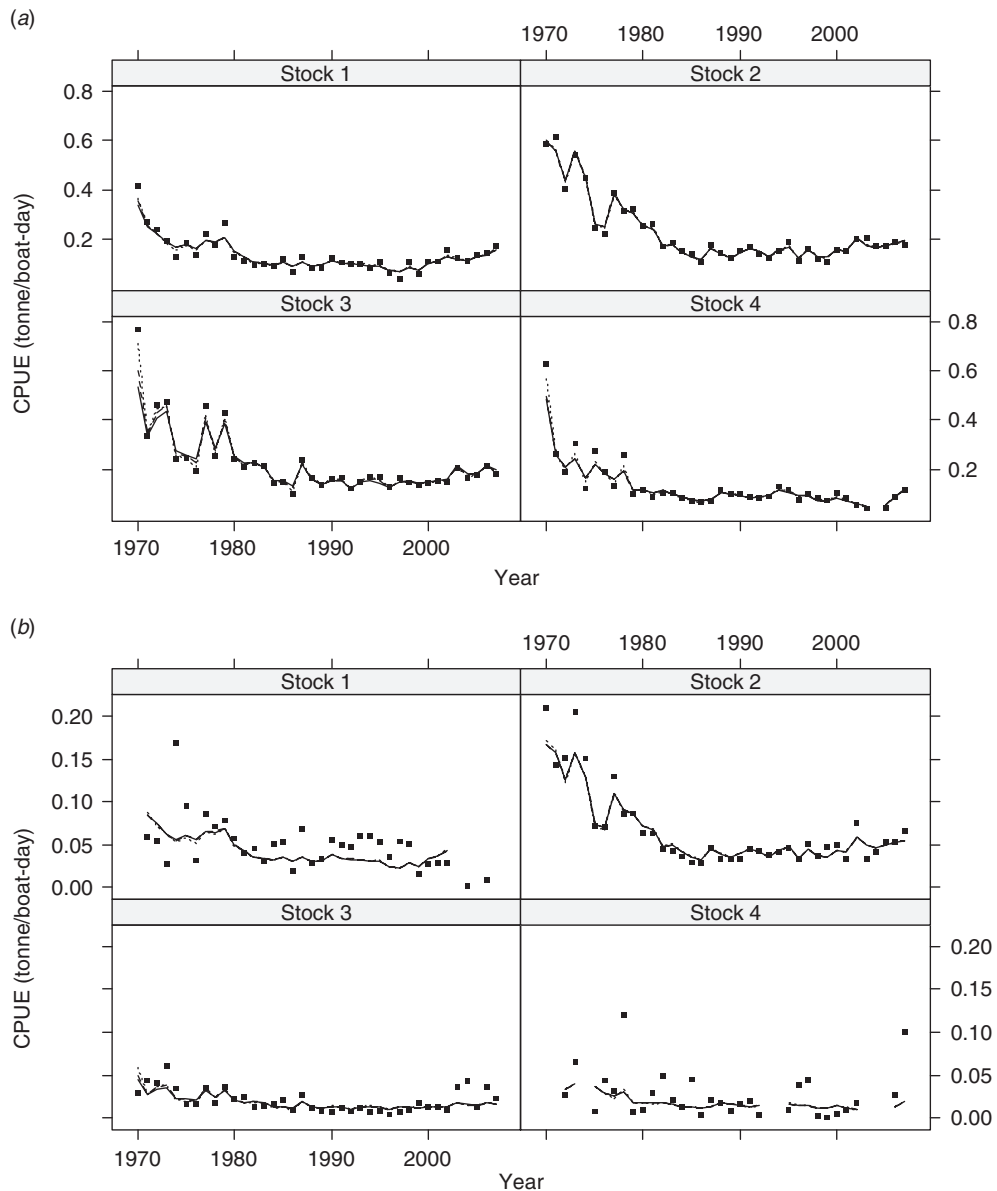 (a)
1970 1980 1990 2000
Stock 1 Stock 2
0.8
0.6
0.4
0.2
Stock 3 Stock 4
0.8
0.6
0.4
0.2
CPUE (tonne/boat-day)
1970 1980 1990 2000
Year
(b)
1970 1980 1990 2000
Stock 1 Stock 2
0.20
0.15
0.10
0.05
0.00
Stock 3 Stock 4
0.20
0.15
0.10
0.05
0.00
CPUE (tonne/boat-day)
1970 1980 1990 2000
Year